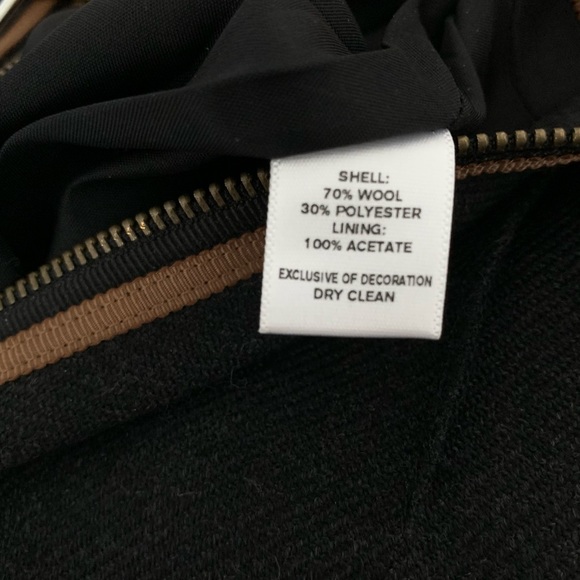 SHELL:
70% WOOL
30% POLYESTER
LINING:
100% ACETATE
EXCLUSIVE OF DECORATION
DRY CLEAN